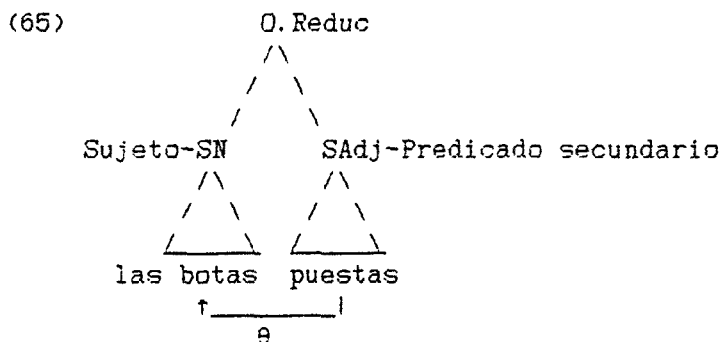 (65) O. Reduc
Sujeto-SN SAdj-Predicado secundario
las botas puestas
θ